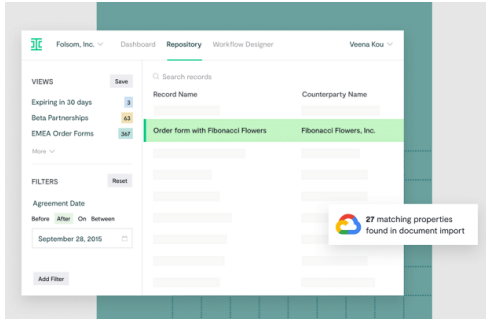 Folsom, Inc. Dashboard Repository Workflow Designer Veena Kou
VIEWS Save
Expiring in 30 days 3
Beta Partnerships 63
EMEA Order Forms 367
More
FILTERS Reset
Agreement Date
Before After On Between
September 28, 2015
Add Filter
Search records
Record Name Counterparty Name
Order form with Fibonacci Flowers Fibonacci Flowers, Inc.
27 matching properties
found in document import